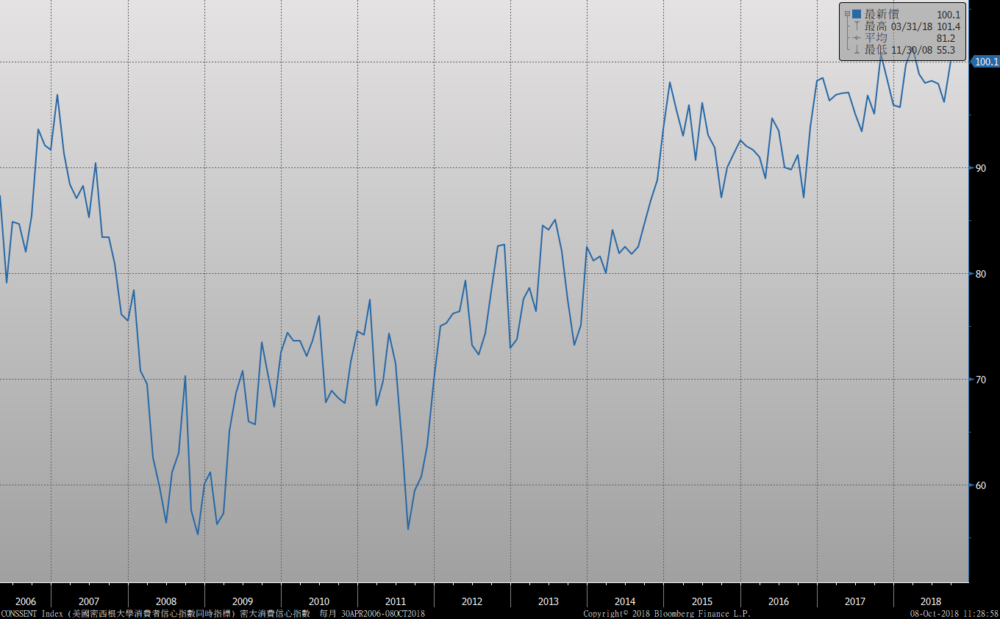 最新價 100.1
最高 03/31/18 101.4
平均 81.2
最低 11/30/08 55.3
100.1
90
80
70
60
2006 2007 2008 2009 2010 2011 2012 2013 2014 2015 2016 2017 2018
CONSSENT Index (美國密西根大學消費者信心指數同時指標) 密大消費信心指數 每月 30APR2006-08OCT2018 Copyright© 2018 Bloomberg Finance L.P. 08-Oct-2018 11:28:58